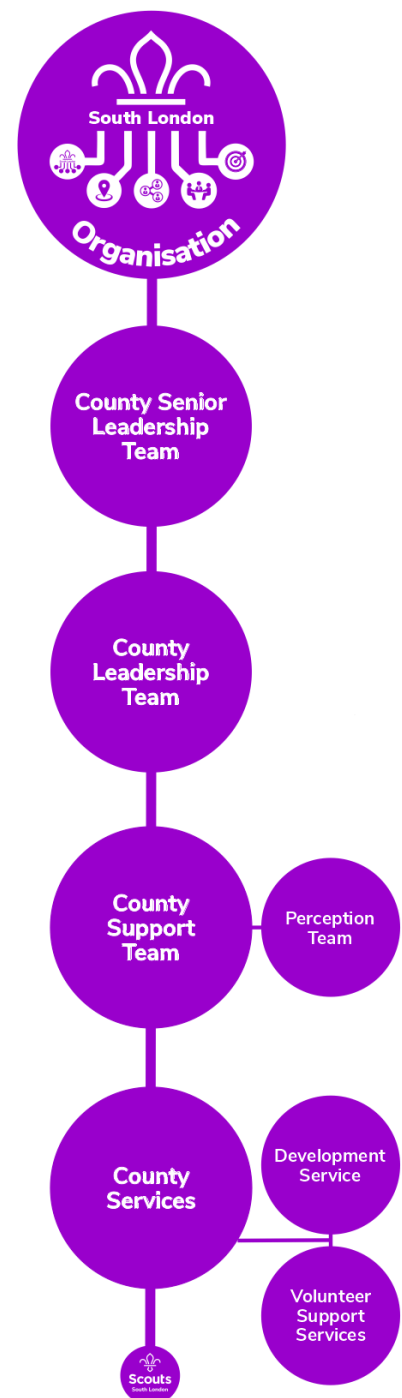 South London
Organisation
County Senior
Leadership
Team
County
Leadership
Team
County
Support
Team
Perception
Team
County
Services
Development
Service
Volunteer
Support
Services
Scouts
South London